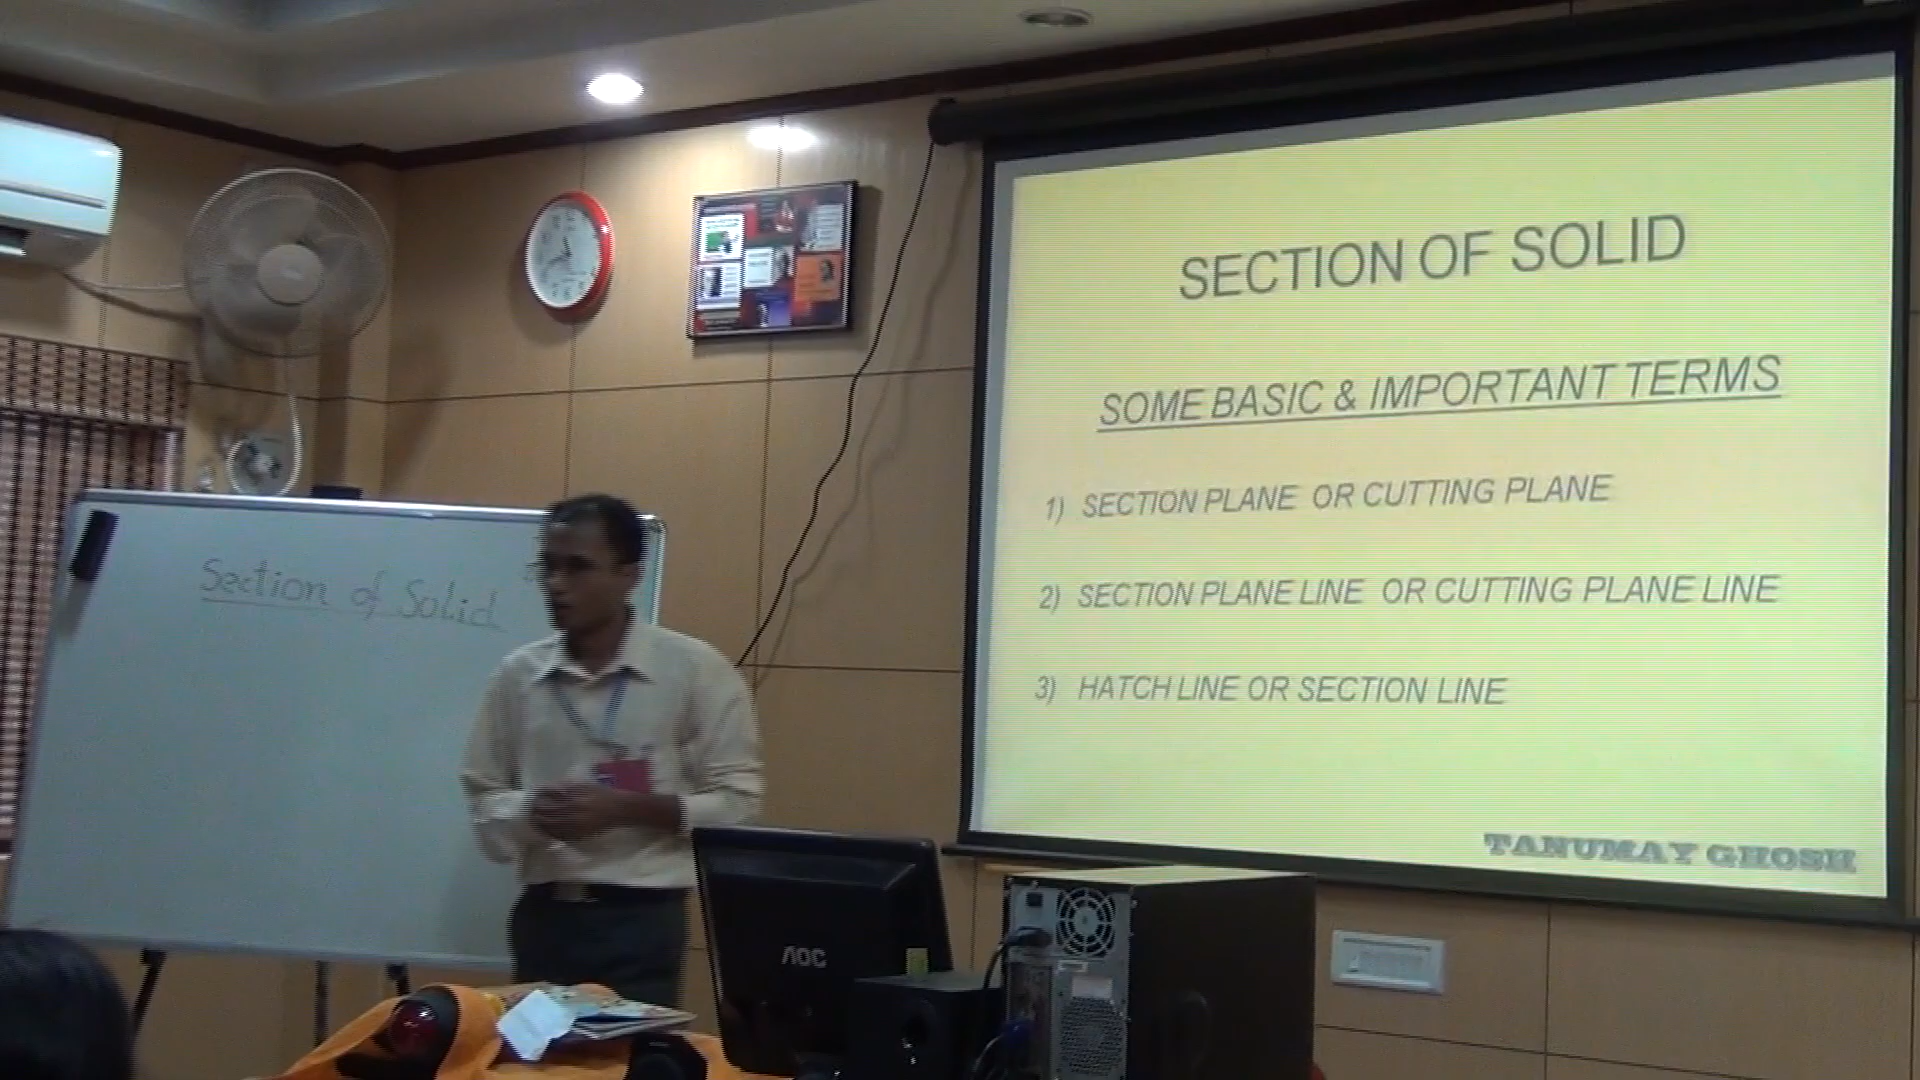 Section of Solid
SECTION OF SOLID
SOME BASIC & IMPORTANT TERMS
1) SECTION PLANE OR CUTTING PLANE
2) SECTION PLANE LINE OR CUTTING PLANE LINE
3) HATCH LINE OR SECTION LINE
TANUMAY GHOSH
AOC